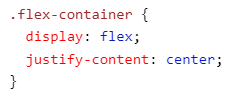 .flex-container {
  display: flex;
  justify-content: center;
}